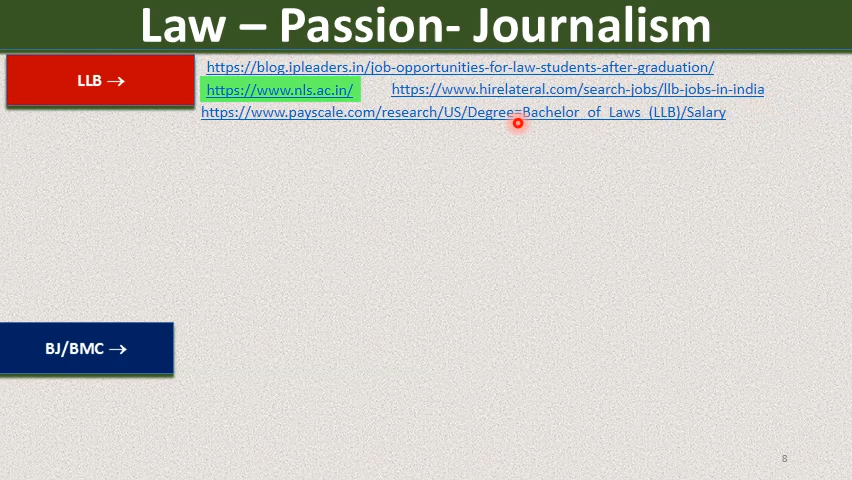 Law – Passion- Journalism
LLB →
https://blog.ipleaders.in/job-opportunities-for-law-students-after-graduation/
https://www.nls.ac.in/ https://www.hirelateral.com/search-jobs/llb-jobs-in-india
https://www.payscale.com/research/US/Degree=Bachelor_of_Laws_(LLB)/Salary
BJ/BMC →
8